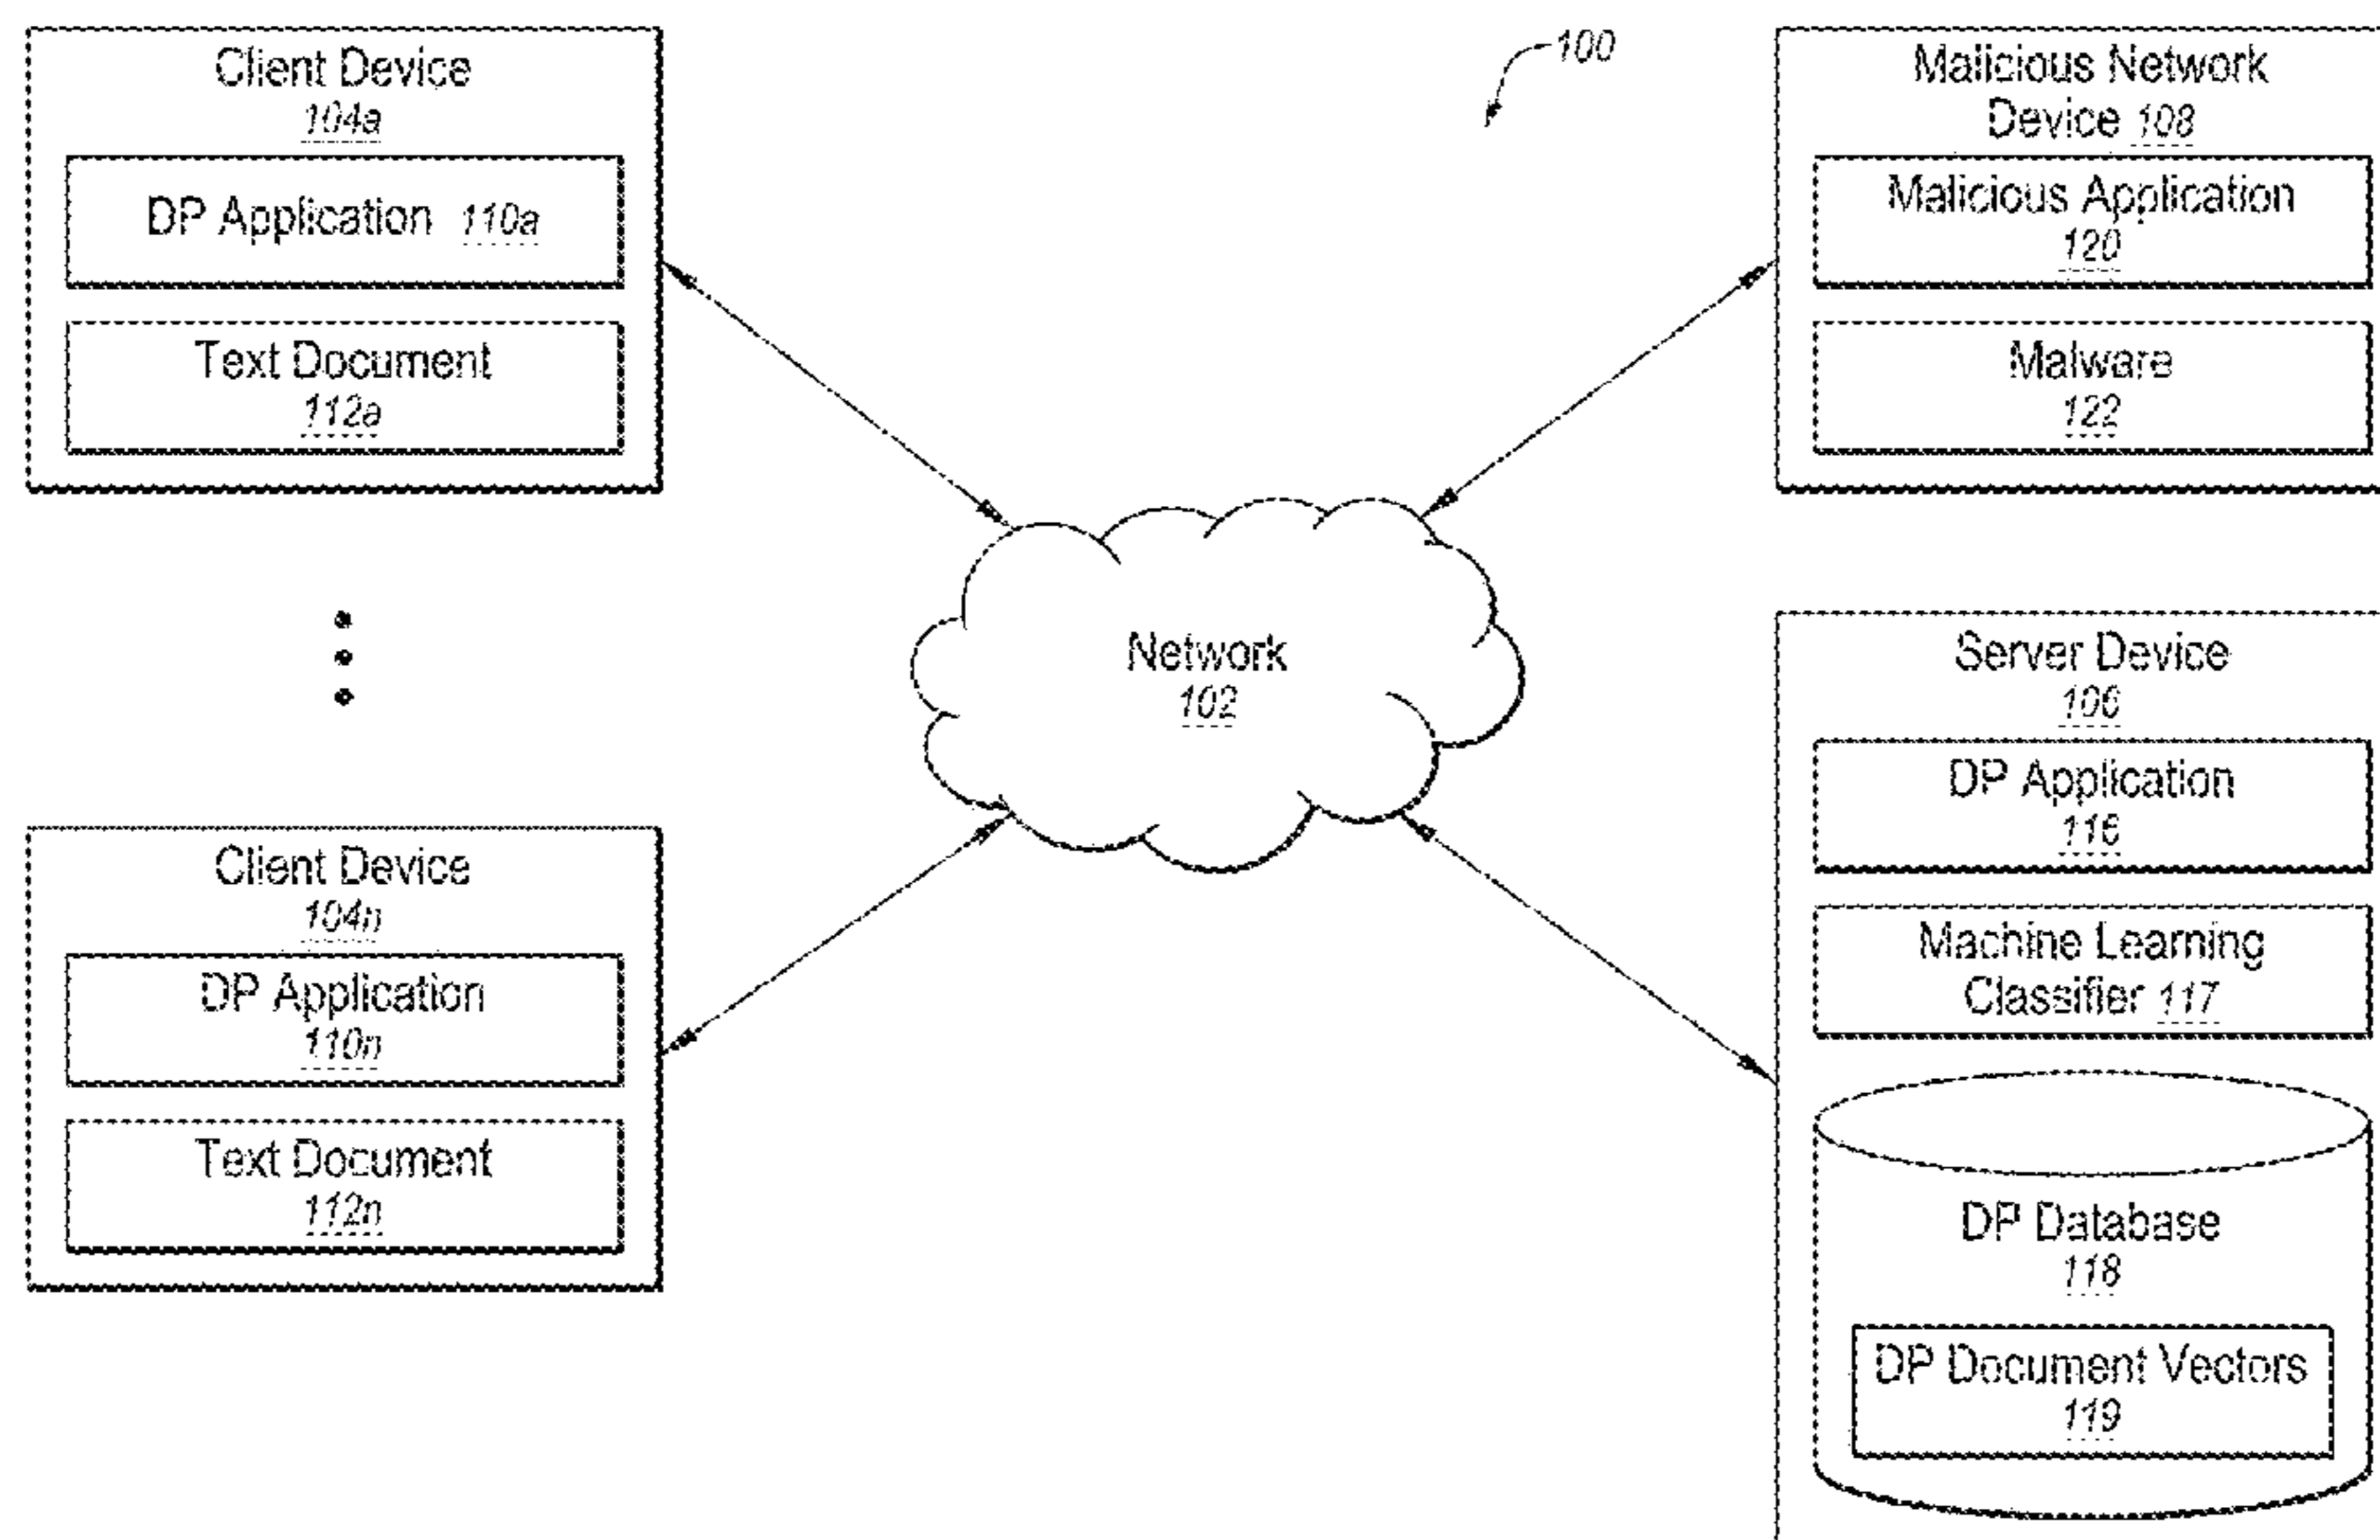 100
Client Device
104a
DP Application 110a
Text Document
112a
Malicious Network
Device 108
Malicious Application
120
Malware
122
Network
102
Client Device
104n
DP Application
110n
Text Document
112n
Server Device
106
DP Application
116
Machine Learning
Classifier 117
DP Database
118
DP Document Vectors
119